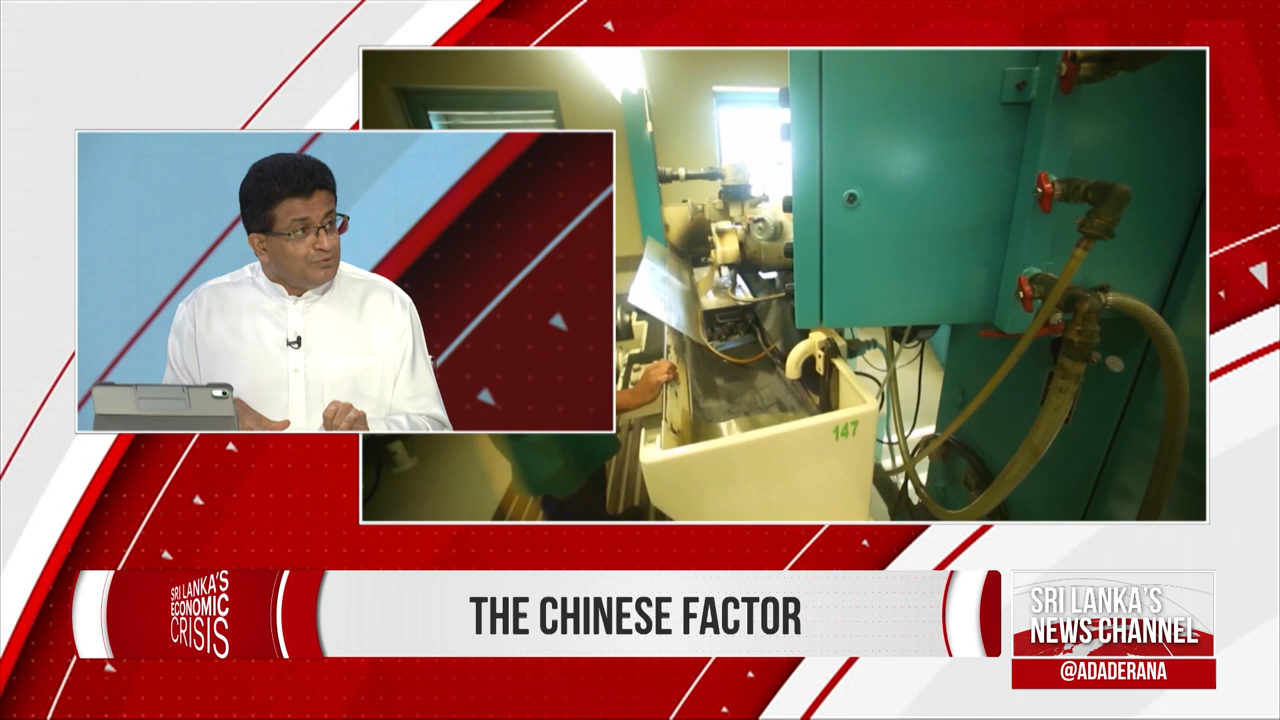 147
SRI LANKA'S
ECONOMIC
CRISIS
THE CHINESE FACTOR
SRI LANKA'S
NEWS CHANNEL
@ADADERANA